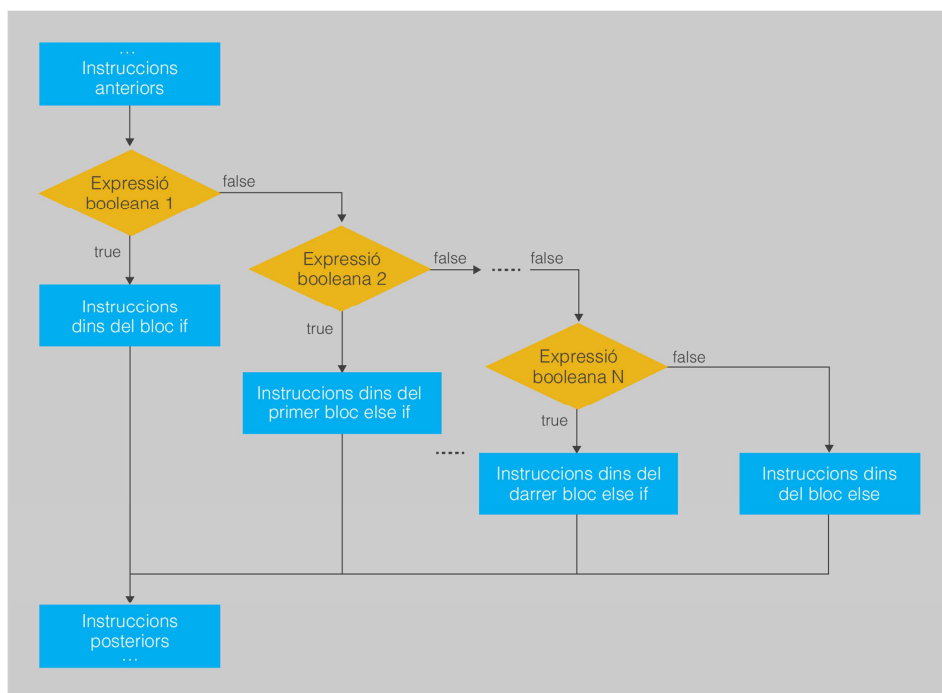 ...
Instruccions
anteriors
Expressió
booleana 1
false
true
Instruccions
dins del bloc if
Expressió
booleana 2
false
.....
false
true
Instruccions dins del
primer bloc else if
.....
Expressió
booleana N
false
true
Instruccions dins del
darrer bloc else if
Instruccions dins
del bloc else
Instruccions
posteriors
...